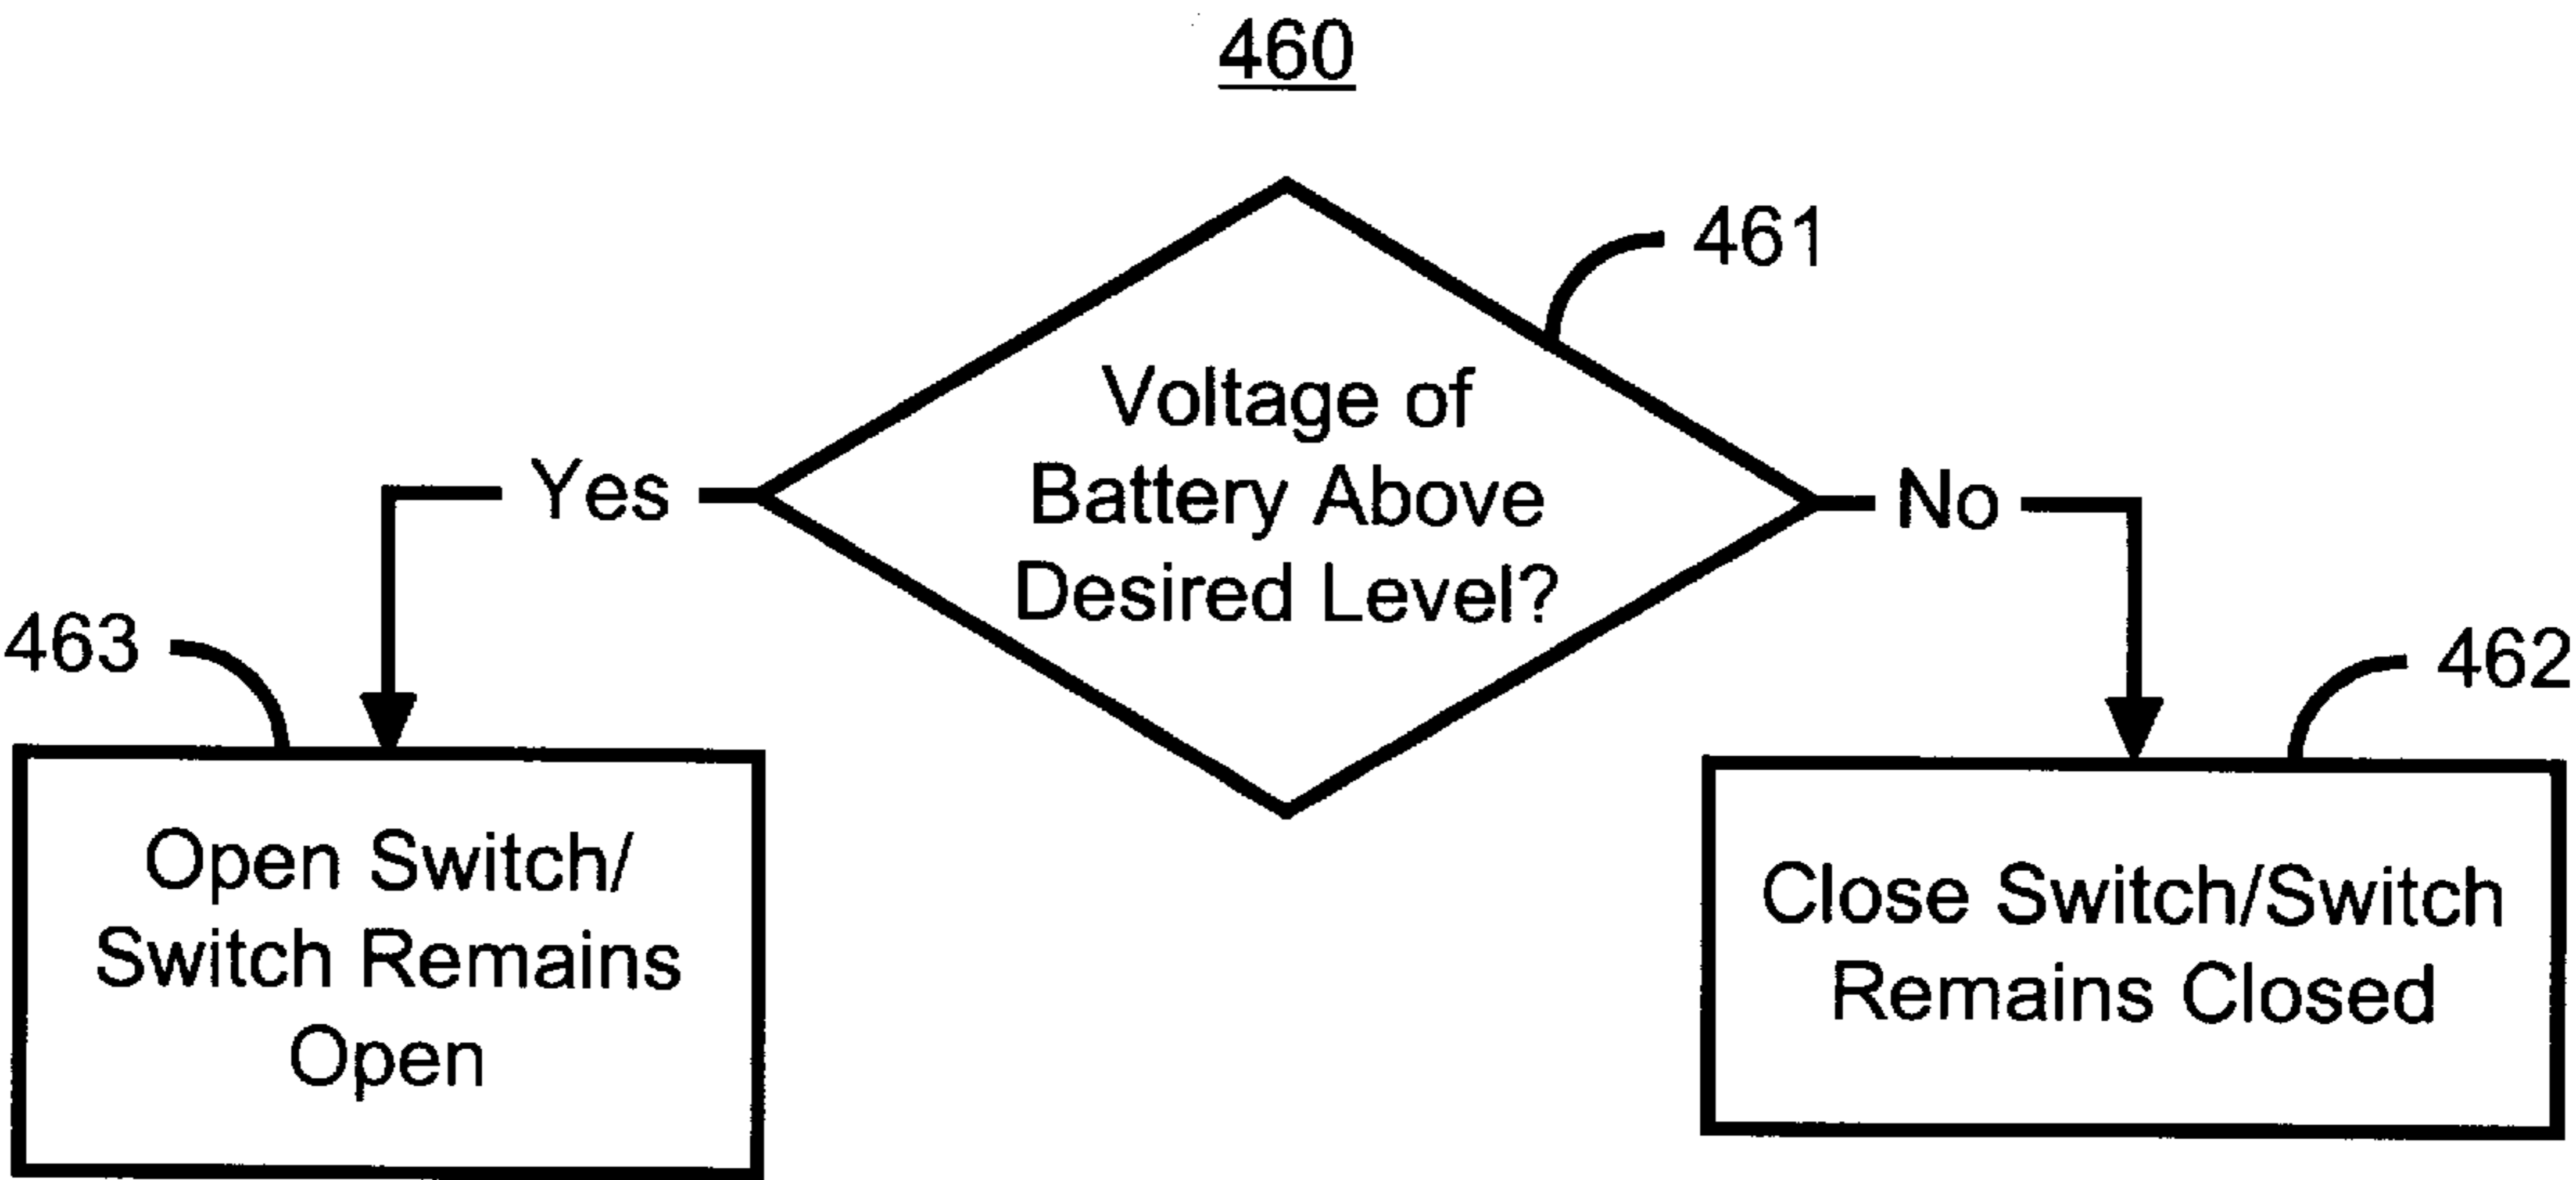 460
461
Voltage of
Battery Above
Desired Level?
Yes
No
463
462
Open Switch/
Switch Remains
Open
Close Switch/Switch
Remains Closed